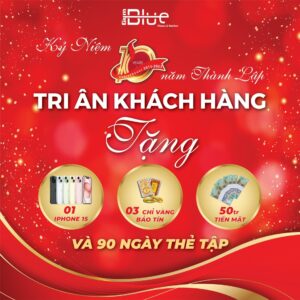 Blue
Kỷ Niệm
10
năm Thành Lập
TRI ÂN KHÁCH HÀNG
Tặng
01
IPHONE 15
03 CHỈ VÀNG
BẢO TÍN
50tr
TIỀN MẶT
VÀ 90 NGÀY THẺ TẬP